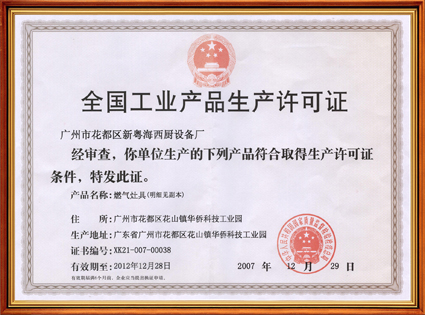 全国工业产品生产许可证
广州市花都区新粤海西厨设备厂
经审查，你单位生产的下列产品符合取得生产许可证
条件，特发此证。
产品名称：燃气灶具(明细见副本)
住 所：广州市花都区花山镇华侨科技工业园
生产地址：广东省广州市花都区花山镇华侨科技工业园
证书编号：XK21-007-00038
有效期至：2012年12月28日
2007 年 12 月 29 日